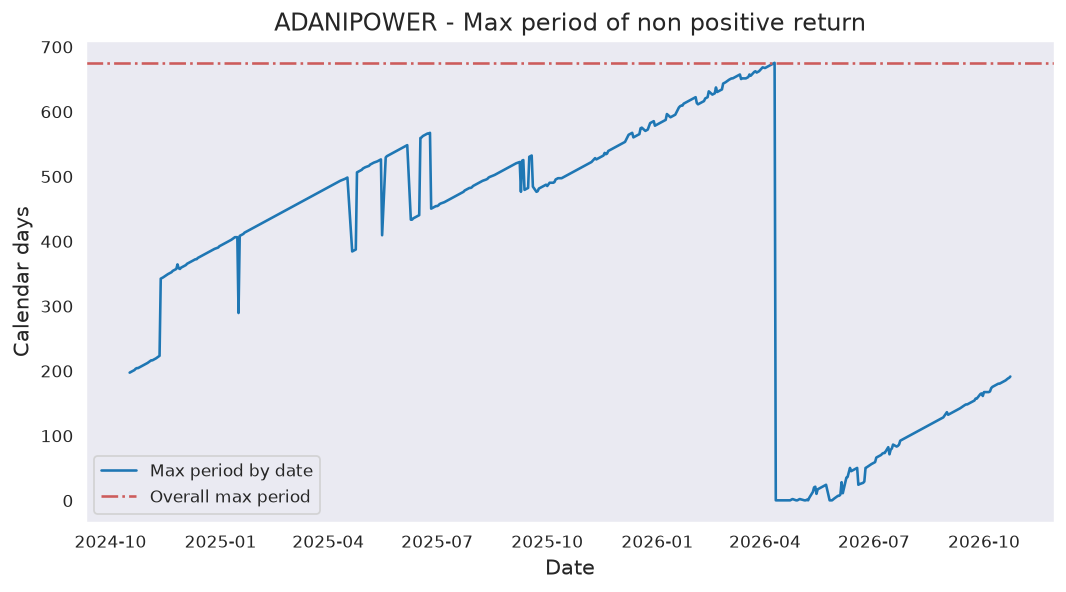 ADANIPOWER - Max period of non positive return
700
600
500
400
300
200
100
0
Calendar days
Max period by date
Overall max period
2024-10 2025-01 2025-04 2025-07 2025-10 2026-01 2026-04 2026-07 2026-10
Date